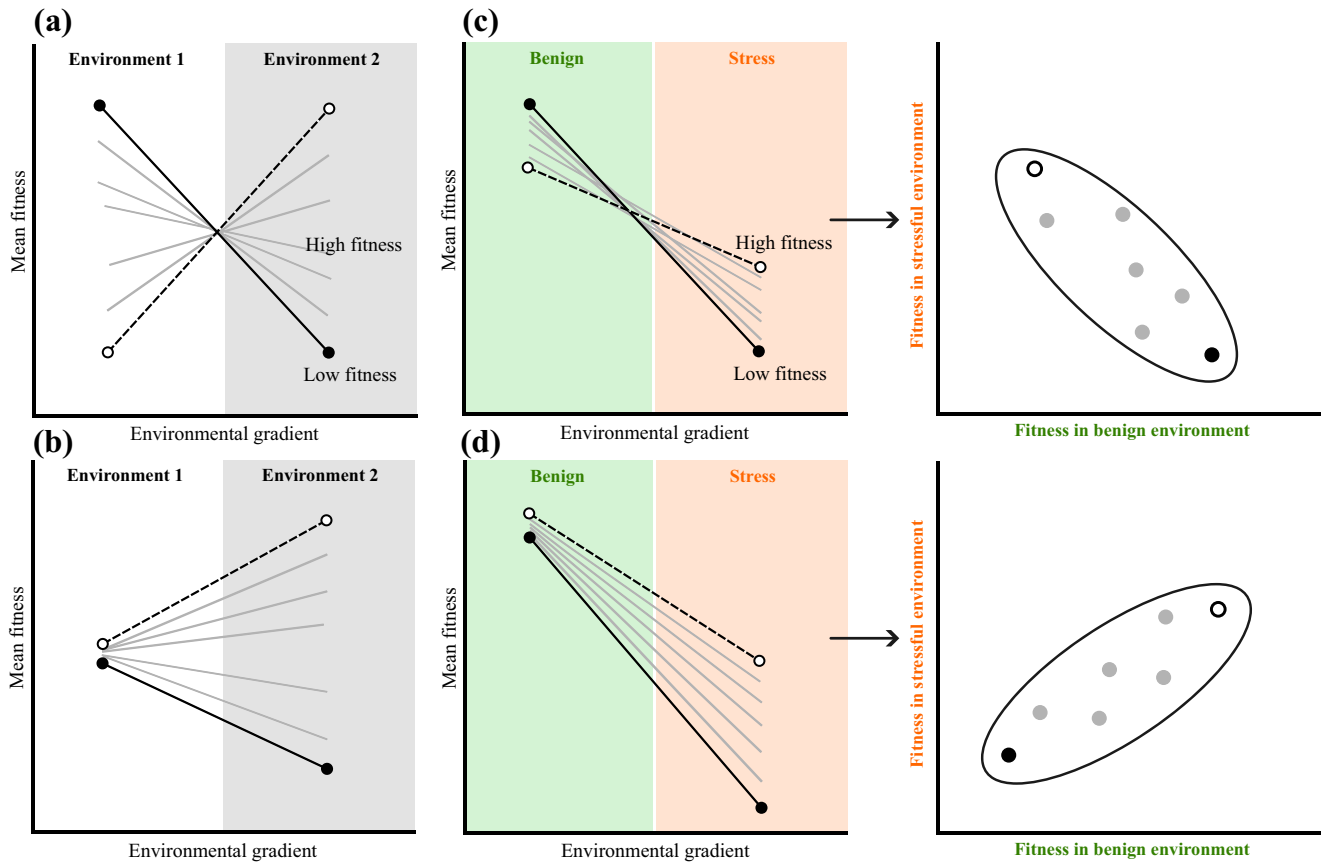 (a)
Environment 1
Environment 2
Mean fitness
High fitness
Low fitness
Environmental gradient
(c)
Benign
Stress
Mean fitness
High fitness
Low fitness
Environmental gradient
Fitness in stressful environment
Fitness in benign environment
(b)
Environment 1
Environment 2
Mean fitness
Environmental gradient
(d)
Benign
Stress
Mean fitness
Environmental gradient
Fitness in stressful environment
Fitness in benign environment